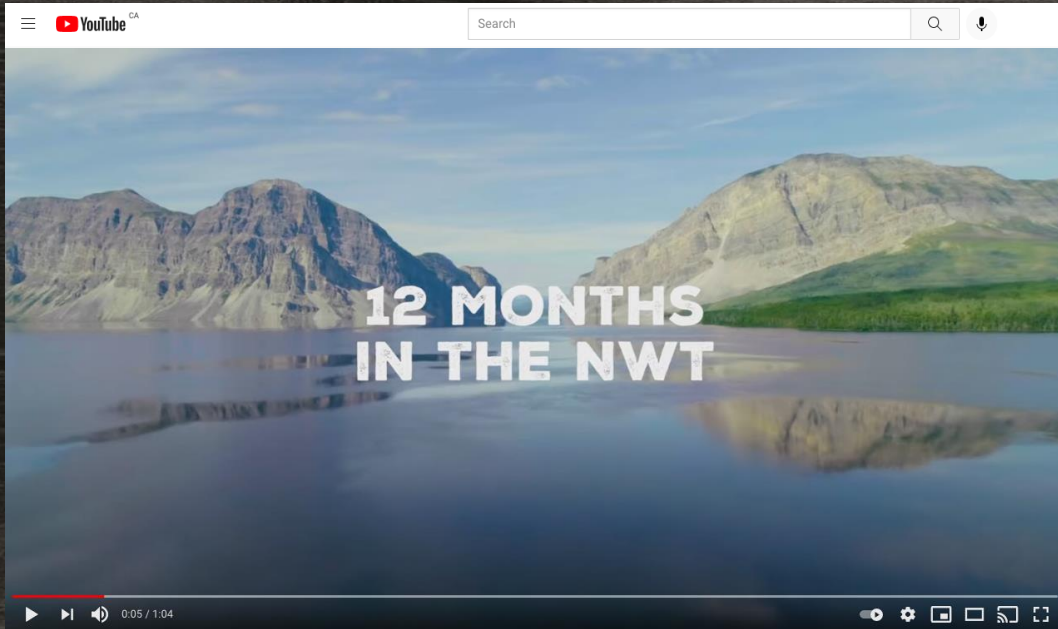 YouTube CA
Search
12 MONTHS
IN THE NWT
0:05 / 1:04